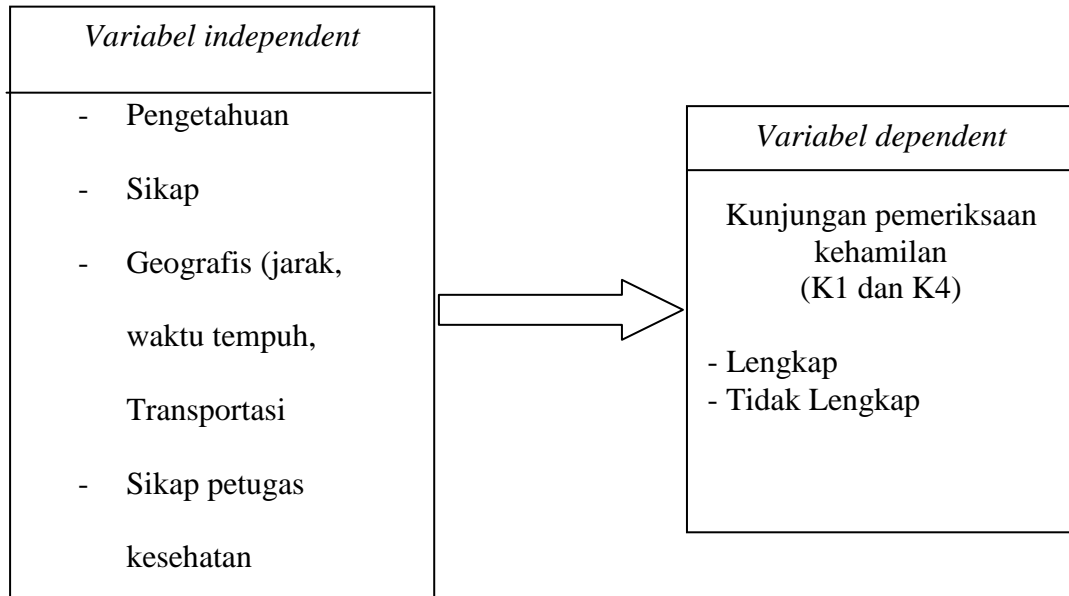 Variabel independent
- Pengetahuan
- Sikap
- Geografis (jarak,
waktu tempuh,
Transportasi
- Sikap petugas
kesehatan
Variabel dependent
Kunjungan pemeriksaan
kehamilan
(K1 dan K4)
- Lengkap
- Tidak Lengkap